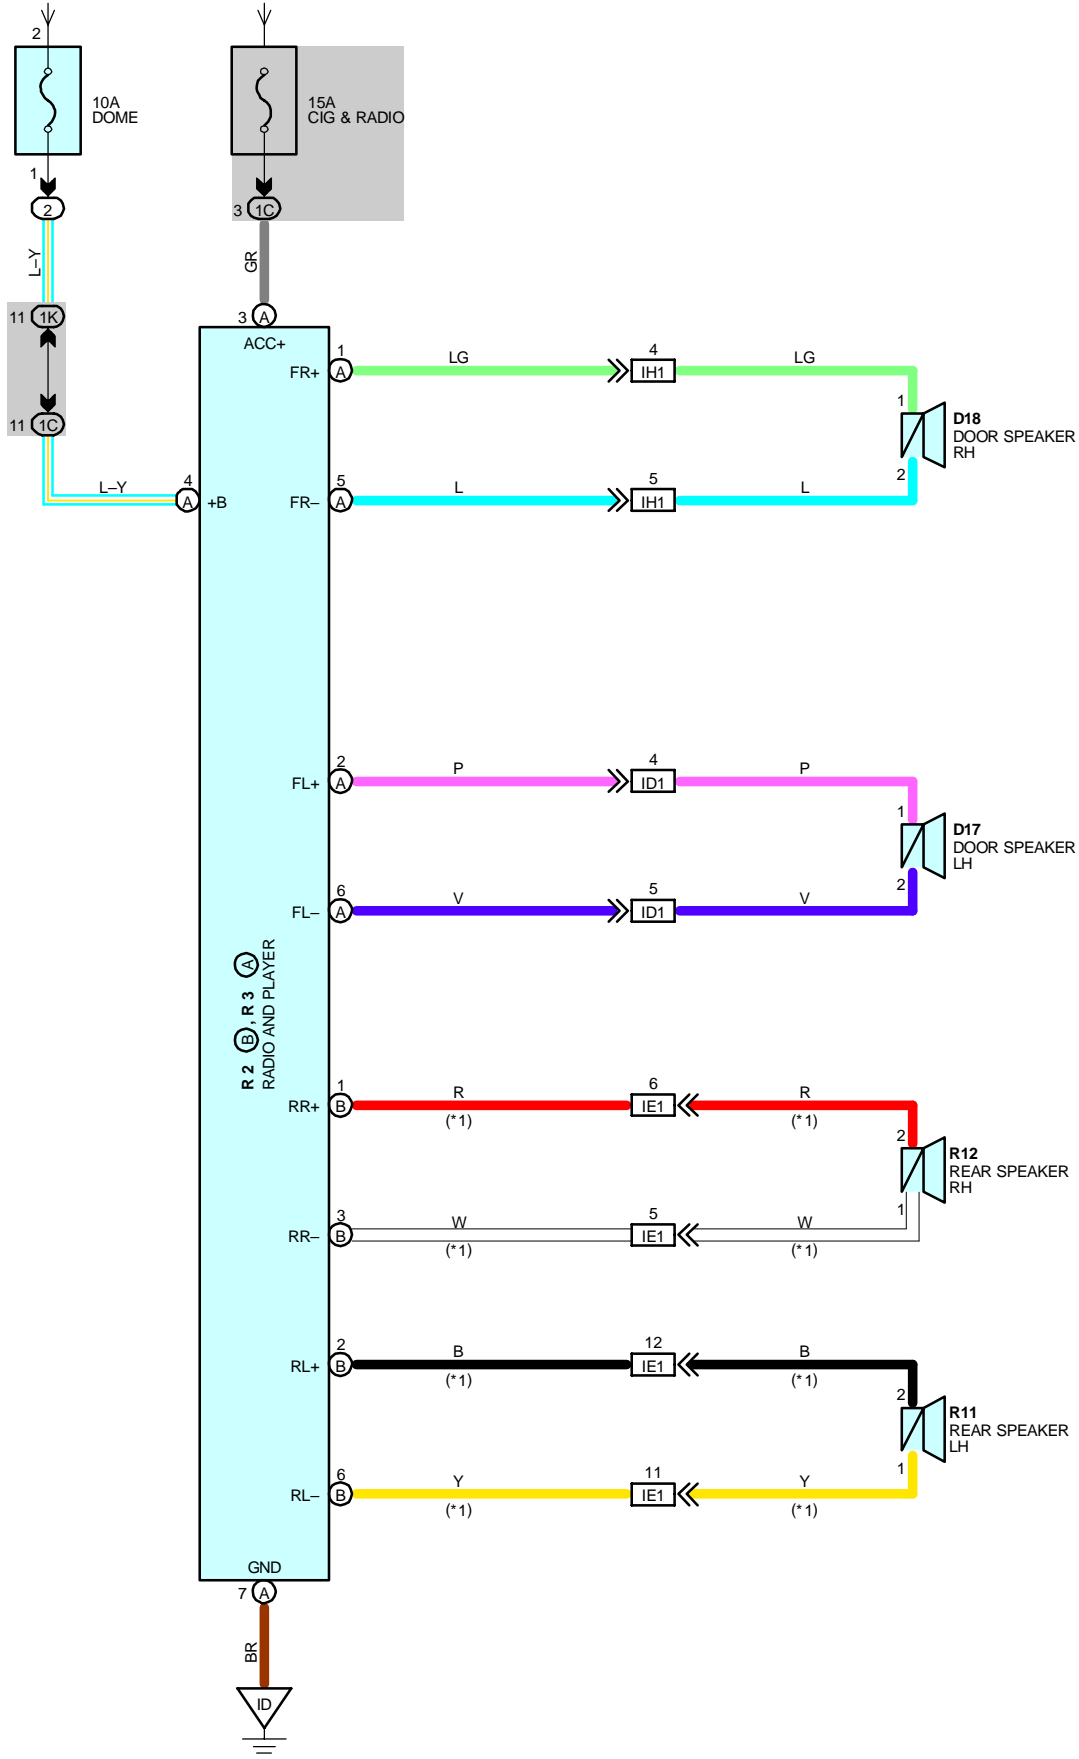 2
10A
DOME
15A
CIG & RADIO
1
2
3 1C
L–Y
GR
11 1K
3 A
ACC+
11 1C
L–Y
4
A
+B
FR+
1
A
LG
4
IH1
LG
1
D18
DOOR SPEAKER
RH
2
FR–
5
A
L
5
IH1
L
FL+
2
A
P
4
ID1
P
1
D17
DOOR SPEAKER
LH
2
FL–
6
A
V
5
ID1
V
R 2 B , R 3 A
RADIO AND PLAYER
RR+
1
B
R
(*1)
6
IE1
R
(*1)
2
R12
REAR SPEAKER
RH
1
RR–
3
B
W
(*1)
5
IE1
W
(*1)
RL+
2
B
B
(*1)
12
IE1
B
(*1)
2
R11
REAR SPEAKER
LH
1
RL–
6
B
Y
(*1)
11
IE1
Y
(*1)
GND
7 A
BR
ID